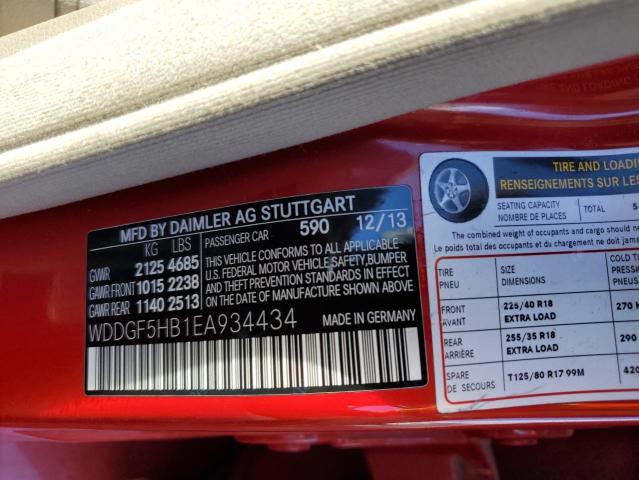 MFD BY DAIMLER AG STUTTGART
KG LBS PASSENGER CAR 590 12/13
GVWR 2125 4685
GAWR FRONT 1015 2238
GAWR REAR 1140 2513
THIS VEHICLE CONFORMS TO ALL APPLICABLE
U.S. FEDERAL MOTOR VEHICLE SAFETY,BUMPER
AND THEFT PREVENTION STANDARDS IN EFFECT
ON THE DATE OF MANUFACTURE SHOWN ABOVE
WDDGF5HB1EA934434 MADE IN GERMANY
TIRE AND LOADI
RENSEIGNEMENTS SUR LES
SEATING CAPACITY
NOMBRE DE PLACES
TOTAL 5
The combined weight of occupants and cargo should ne
Le poids total des occupants et du chargement ne doit jam
TIRE SIZE COLD TI
PNEU DIMENSIONS PRESSI
PNEUS
FRONT 225/40 R18 270 K
AVANT EXTRA LOAD
REAR 255/35 R18 290
ARRIÈRE EXTRA LOAD
SPARE T125/80 R17 99M 420
DE SECOURS